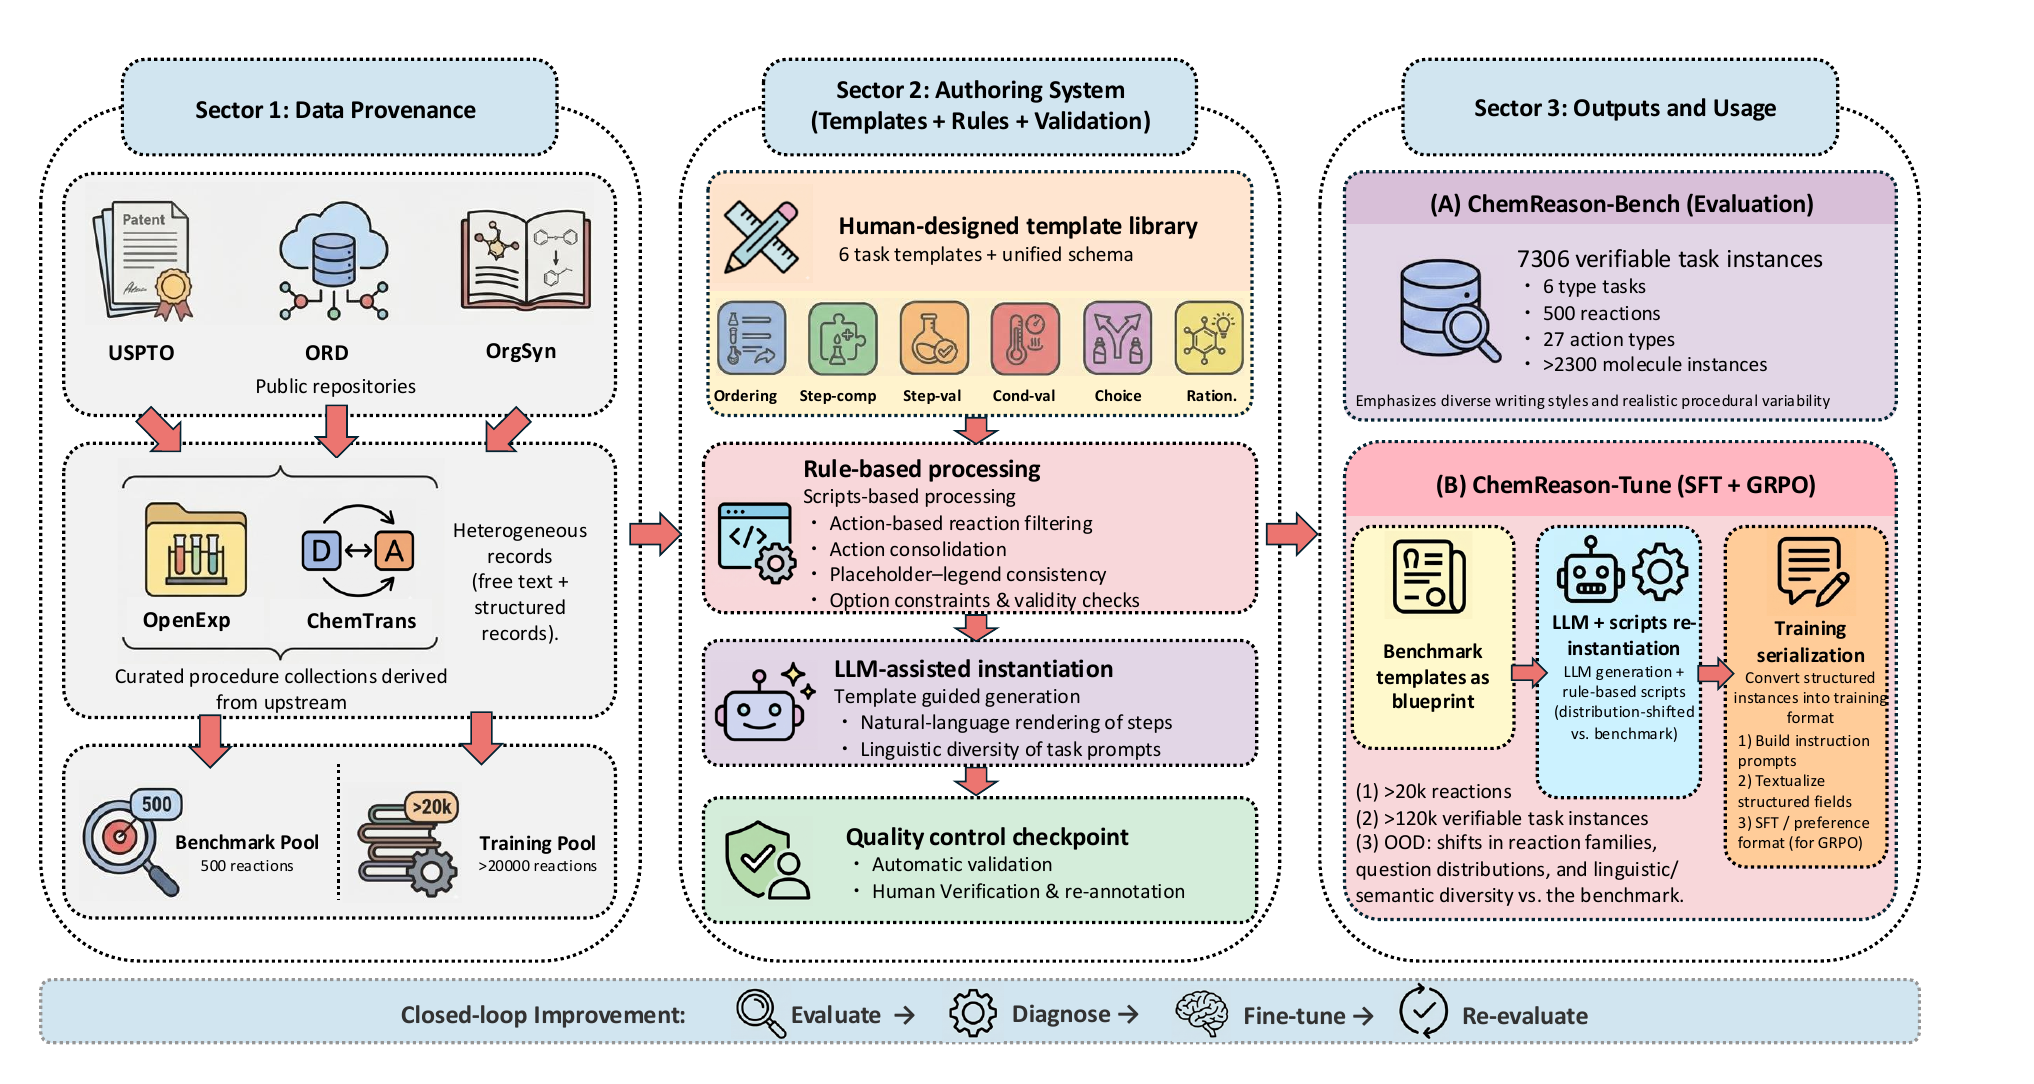 Sector 1: Data Provenance
Patent
USPTO
ORD
OrgSyn
Public repositories
D
A
OpenExp
ChemTrans
Heterogeneous
records
(free text +
structured
records).
Curated procedure collections derived
from upstream
500
Benchmark Pool
500 reactions
>20k
Training Pool
>20000 reactions
Sector 2: Authoring System
(Templates + Rules + Validation)
Human-designed template library
6 task templates + unified schema
Ordering
Step-comp
Step-val
Cond-val
Choice
Ration.
Rule-based processing
Scripts-based processing
• Action-based reaction filtering
• Action consolidation
• Placeholder–legend consistency
• Option constraints & validity checks
</>
LLM-assisted instantiation
Template guided generation
• Natural-language rendering of steps
• Linguistic diversity of task prompts
Quality control checkpoint
• Automatic validation
• Human Verification & re-annotation
Sector 3: Outputs and Usage
(A) ChemReason-Bench (Evaluation)
7306 verifiable task instances
• 6 type tasks
• 500 reactions
• 27 action types
• >2300 molecule instances
Emphasizes diverse writing styles and realistic procedural variability
(B) ChemReason-Tune (SFT + GRPO)
Benchmark
templates as
blueprint
LLM + scripts re-
instantiation
LLM generation +
rule-based scripts
(distribution-shifted
vs. benchmark)
Training
serialization
Convert structured
instances into training
format
1) Build instruction
prompts
2) Textualize
structured fields
3) SFT / preference
format (for GRPO)
(1) >20k reactions
(2) >120k verifiable task instances
(3) OOD: shifts in reaction families,
question distributions, and linguistic/
semantic diversity vs. the benchmark.
Closed-loop Improvement: Evaluate → Diagnose → Fine-tune → Re-evaluate